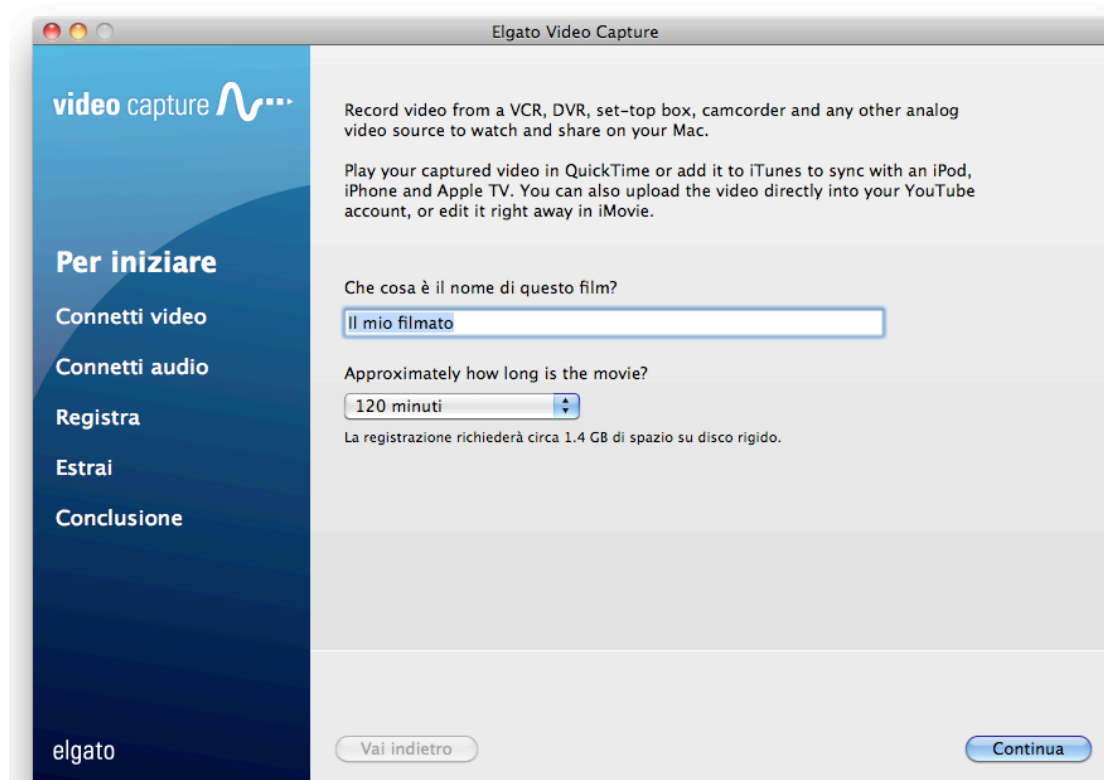 Elgato Video Capture
video capture
Per iniziare
Connetti video
Connetti audio
Registra
Estrai
Conclusione
elgato
Record video from a VCR, DVR, set-top box, camcorder and any other analog
video source to watch and share on your Mac.
Play your captured video in QuickTime or add it to iTunes to sync with an iPod,
iPhone and Apple TV. You can also upload the video directly into your YouTube
account, or edit it right away in iMovie.
Che cosa è il nome di questo film?
Il mio filmato
Approximately how long is the movie?
120 minuti
La registrazione richiederà circa 1.4 GB di spazio su disco rigido.
Vai indietro
Continua